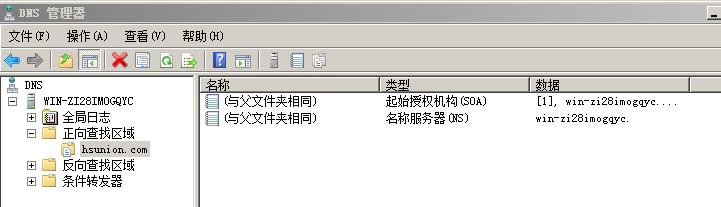 DNS 管理器
文件(F) 操作(A) 查看(V) 帮助(H)
DNS
WIN-ZI28IMOGQYC
全局日志
正向查找区域
hsunion.com
反向查找区域
条件转发器
名称 类型 数据
(与父文件夹相同) 起始授权机构(SOA) [1], win-zi28imogqyc....
(与父文件夹相同) 名称服务器(NS) win-zi28imogqyc.